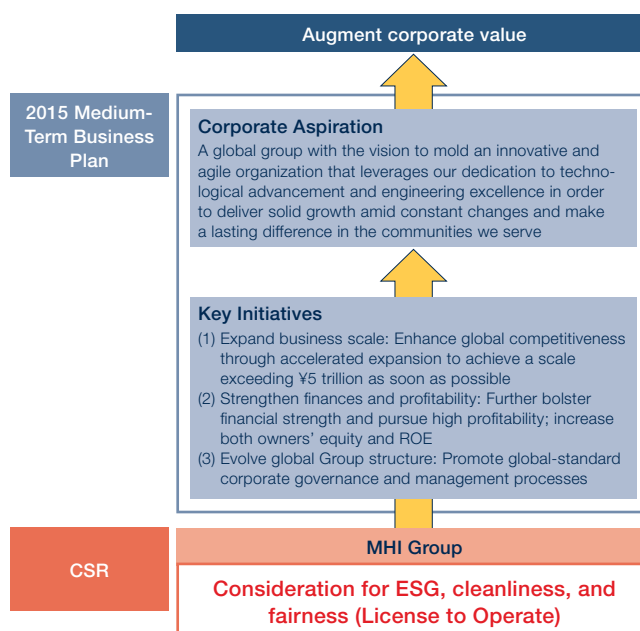 Augment corporate value
2015 Medium-
Term Business
Plan
Corporate Aspiration
A global group with the vision to mold an innovative and
agile organization that leverages our dedication to techno-
logical advancement and engineering excellence in order
to deliver solid growth amid constant changes and make
a lasting difference in the communities we serve
Key Initiatives
(1) Expand business scale: Enhance global competitiveness
through accelerated expansion to achieve a scale
exceeding ¥5 trillion as soon as possible
(2) Strengthen finances and profitability: Further bolster
financial strength and pursue high profitability; increase
both owners’ equity and ROE
(3) Evolve global Group structure: Promote global-standard
corporate governance and management processes
CSR
MHI Group
Consideration for ESG, cleanliness, and
fairness (License to Operate)